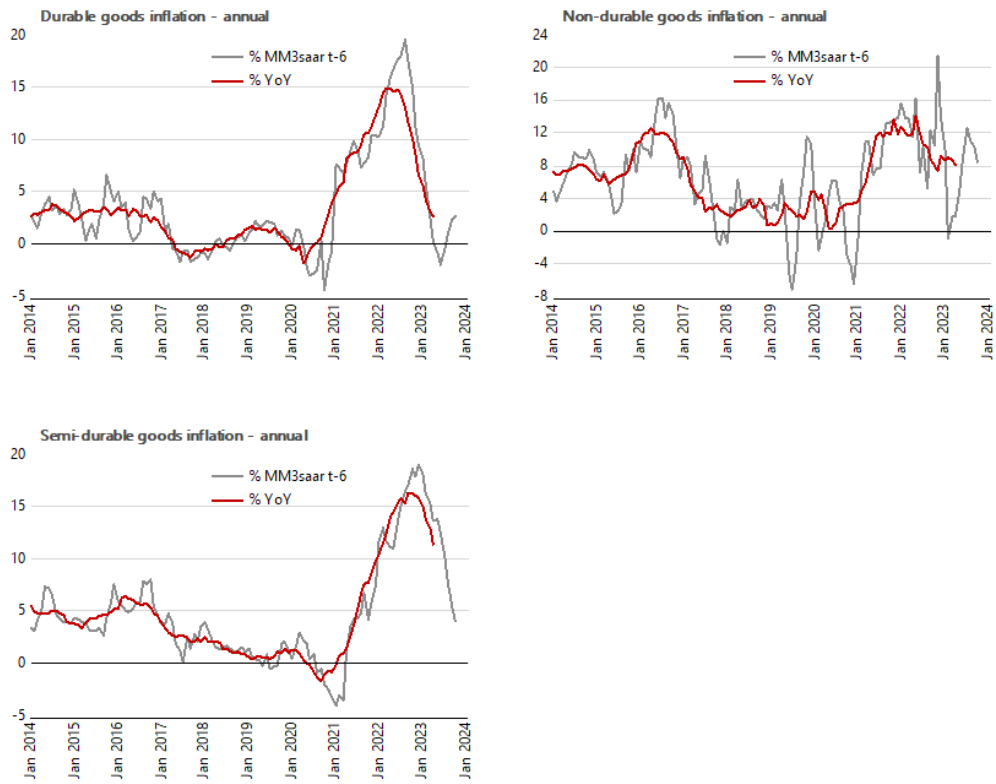 Durable goods inflation - annual
20
15
10
5
0
-5
% MM3saar t-6
% YoY
Jan 2014
Jan 2015
Jan 2016
Jan 2017
Jan 2018
Jan 2019
Jan 2020
Jan 2021
Jan 2022
Jan 2023
Jan 2024
Non-durable goods inflation - annual
24
20
16
12
8
4
0
-4
-8
% MM3saar t-6
% YoY
Jan 2014
Jan 2015
Jan 2016
Jan 2017
Jan 2018
Jan 2019
Jan 2020
Jan 2021
Jan 2022
Jan 2023
Jan 2024
Semi-durable goods inflation - annual
20
15
10
5
0
-5
% MM3saar t-6
% YoY
Jan 2014
Jan 2015
Jan 2016
Jan 2017
Jan 2018
Jan 2019
Jan 2020
Jan 2021
Jan 2022
Jan 2023
Jan 2024